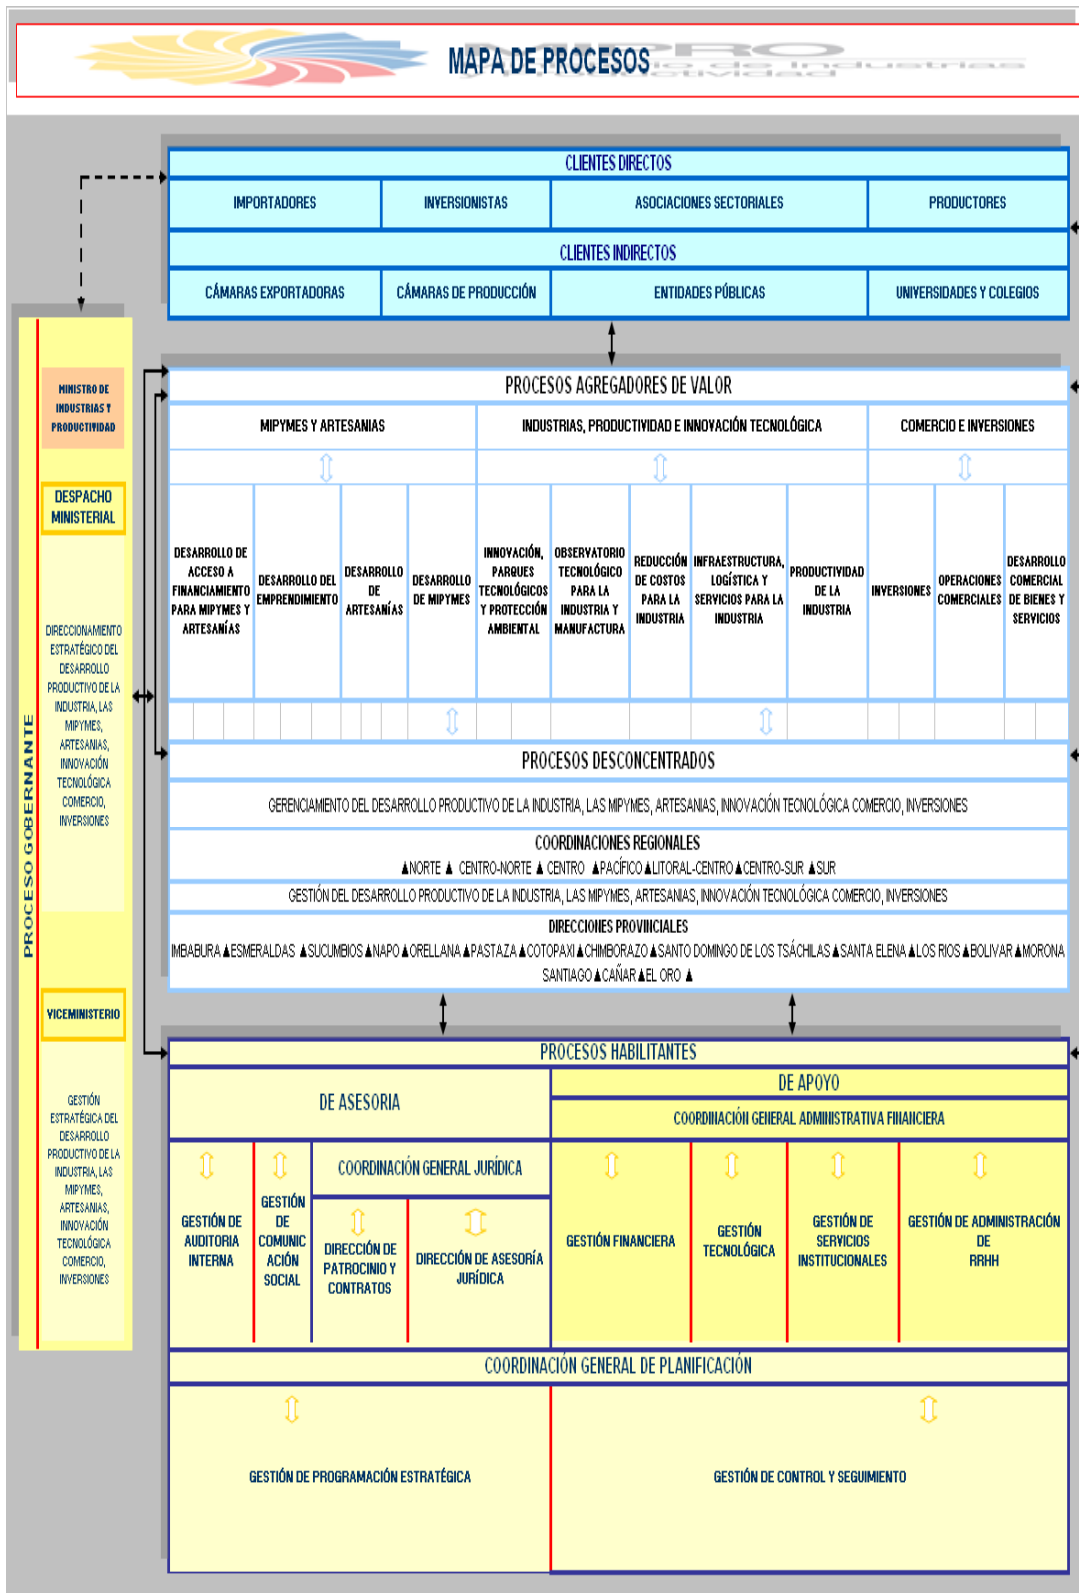 MAPA DE PROCESOS
MIPRO
CLIENTES DIRECTOS
IMPORTADORES
INVERSIONISTAS
ASOCIACIONES SECTORIALES
PRODUCTORES
CLIENTES INDIRECTOS
CÁMARAS EXPORTADORAS
CÁMARAS DE PRODUCCIÓN
ENTIDADES PÚBLICAS
UNIVERSIDADES Y COLEGIOS
PROCESO GOBERNANTE
MINISTRO DE
INDUSTRIAS Y
PRODUCTIVIDAD
DESPACHO
MINISTERIAL
DIRECCIONAMIENTO
ESTRATÉGICO DEL
DESARROLLO
PRODUCTIVO DE LA
INDUSTRIA, LAS
MIPYMES,
ARTESANIAS,
INNOVACIÓN
TECNOLÓGICA
COMERCIO,
INVERSIONES
VICEMINISTERIO
GESTIÓN
ESTRATÉGICA DEL
DESARROLLO
PRODUCTIVO DE LA
INDUSTRIA, LAS
MIPYMES,
ARTESANIAS,
INNOVACIÓN
TECNOLÓGICA
COMERCIO,
INVERSIONES
PROCESOS AGREGADORES DE VALOR
MIPYMES Y ARTESANIAS
INDUSTRIAS, PRODUCTIVIDAD E INNOVACIÓN TECNOLÓGICA
COMERCIO E INVERSIONES
DESARROLLO DE
ACCESO A
FINANCIAMIENTO
PARA MIPYMES Y
ARTESANÍAS
DESARROLLO DEL
EMPRENDIMIENTO
DESARROLLO
DE
ARTESANÍAS
DESARROLLO
DE MIPYMES
INNOVACIÓN,
PARQUES
TECNOLÓGICOS
Y PROTECCIÓN
AMBIENTAL
OBSERVATORIO
TECNOLÓGICO
PARA LA
INDUSTRIA Y
MANUFACTURA
REDUCCIÓN
DE COSTOS
PARA LA
INDUSTRIA
INFRAESTRUCTURA,
LOGÍSTICA Y
SERVICIOS PARA LA
INDUSTRIA
PRODUCTIVIDAD
DE LA
INDUSTRIA
INVERSIONES
OPERACIONES
COMERCIALES
DESARROLLO
COMERCIAL
DE BIENES Y
SERVICIOS
PROCESOS DESCONCENTRADOS
GERENCIAMIENTO DEL DESARROLLO PRODUCTIVO DE LA INDUSTRIA, LAS MIPYMES, ARTESANIAS, INNOVACIÓN TECNOLÓGICA COMERCIO, INVERSIONES
COORDINACIONES REGIONALES
▲NORTE ▲ CENTRO-NORTE ▲ CENTRO ▲PACÍFICO ▲LITORAL-CENTRO ▲CENTRO-SUR ▲SUR
GESTIÓN DEL DESARROLLO PRODUCTIVO DE LA INDUSTRIA, LAS MIPYMES, ARTESANIAS, INNOVACIÓN TECNOLÓGICA COMERCIO, INVERSIONES
DIRECCIONES PROVINCIALES
IMBABURA ▲ESMERALDAS ▲SUCUMBIOS ▲NAPO ▲ORELLANA ▲PASTAZA ▲COTOPAXI ▲CHIMBORAZO ▲SANTO DOMINGO DE LOS TSÁCHILAS ▲SANTA ELENA ▲LOS RIOS ▲BOLIVAR ▲MORONA
SANTIAGO ▲CAÑAR ▲EL ORO ▲
PROCESOS HABILITANTES
DE ASESORIA
DE APOYO
COORDINACIÓN GENERAL ADMINISTRATIVA FINANCIERA
GESTIÓN DE
AUDITORIA
INTERNA
GESTIÓN
DE
COMUNIC
ACIÓN
SOCIAL
COORDINACIÓN GENERAL JURÍDICA
DIRECCIÓN DE
PATROCINIO Y
CONTRATOS
DIRECCIÓN DE ASESORÍA
JURÍDICA
GESTIÓN FINANCIERA
GESTIÓN
TECNOLÓGICA
GESTIÓN DE
SERVICIOS
INSTITUCIONALES
GESTIÓN DE ADMINISTRACIÓN
DE
RRHH
COORDINACIÓN GENERAL DE PLANIFICACIÓN
GESTIÓN DE PROGRAMACIÓN ESTRATÉGICA
GESTIÓN DE CONTROL Y SEGUIMIENTO